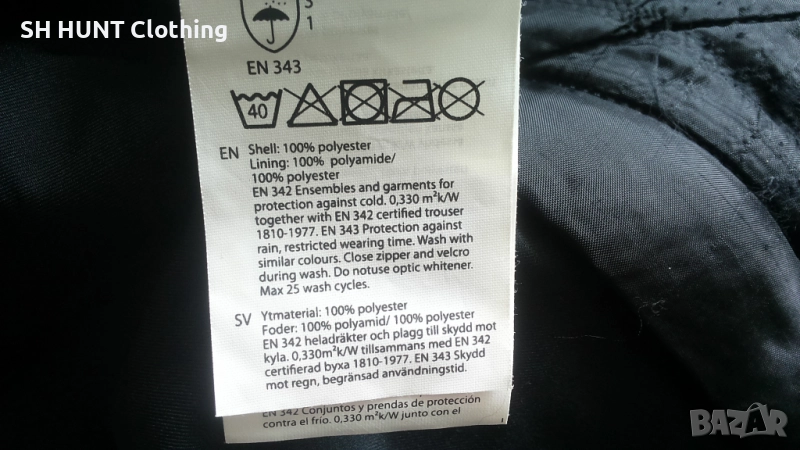 SH HUNT Clothing
1
EN 343
40
EN Shell: 100% polyester
Lining: 100% polyamide/
100% polyester
EN 342 Ensembles and garments for
protection against cold. 0,330 m²k/W
together with EN 342 certified trouser
1810-1977. EN 343 Protection against
rain, restricted wearing time. Wash with
similar colours. Close zipper and velcro
during wash. Do notuse optic whitener.
Max 25 wash cycles.
SV Ytmaterial: 100% polyester
Foder: 100% polyamid/ 100% polyester
EN 342 heladräkter och plagg till skydd mot
kyla. 0,330m²k/W tillsammans med EN 342
certifierad byxa 1810-1977. EN 343 Skydd
mot regn, begränsad användningstid.
EN 342 Conjuntos y prendas de protección
contra el frío. 0,330 m²k/W junto con el
BAZAR